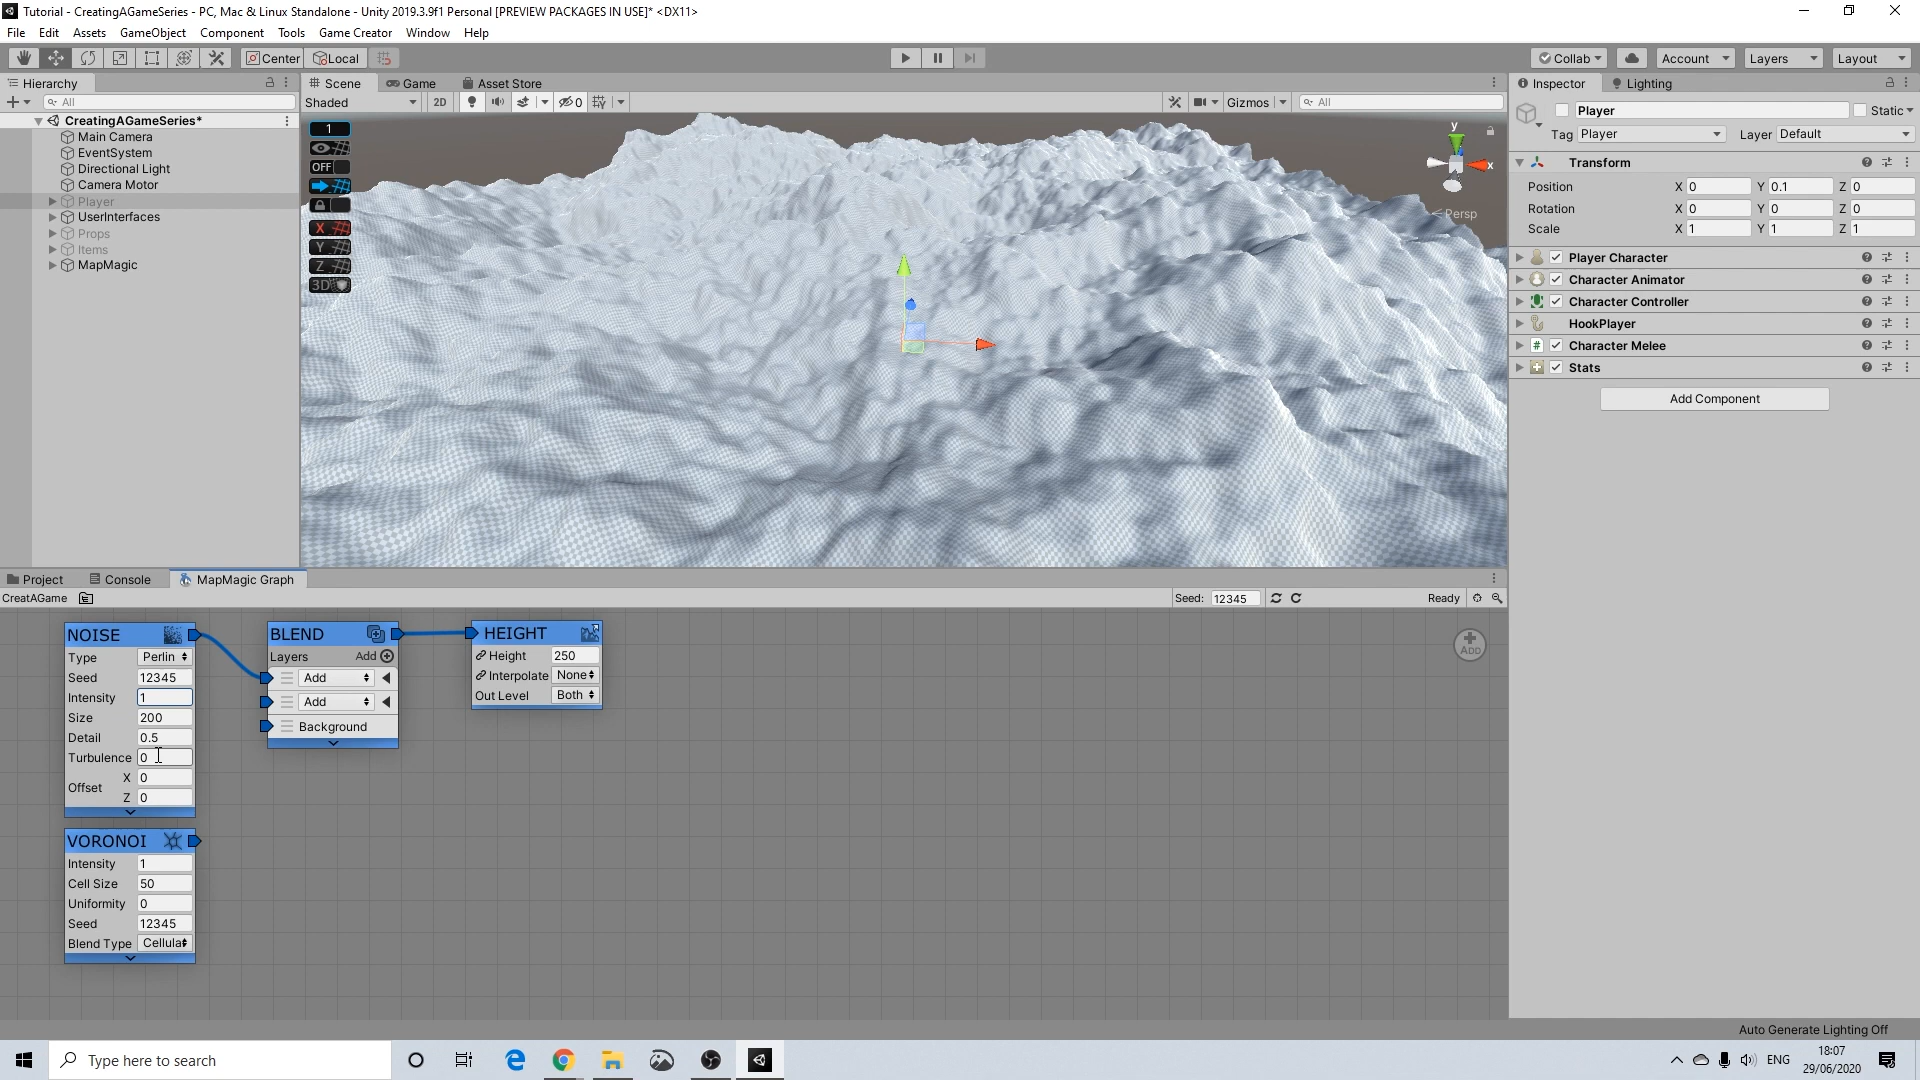 Tutorial - CreatingAGameSeries - PC, Mac & Linux Standalone - Unity 2019.3.9f1 Personal [PREVIEW PACKAGES IN USE]* <DX11>
File Edit Assets GameObject Component Tools Game Creator Window Help
Center Local Collab Account Layers Layout
Hierarchy Scene Game Asset Store Inspector Lighting
All Shaded 2D 0 Gizmos All
Player Static
CreatingAGameSeries*
Tag Player Layer Default
Main Camera
EventSystem
Directional Light
Camera Motor
Player
UserInterfaces
Props
Items
MapMagic
1
OFF
X
Y
Z
3D
y
x
Persp
Transform
Position X 0 Y 0.1 Z 0
Rotation X 0 Y 0 Z 0
Scale X 1 Y 1 Z 1
Player Character
Character Animator
Character Controller
HookPlayer
Character Melee
Stats
Add Component
Project Console MapMagic Graph
CreatAGame Seed: 12345 Ready
NOISE
Type Perlin
Seed 12345
Intensity 1
Size 200
Detail 0.5
Turbulence 0
Offset X 0
Z 0
BLEND
Layers Add
Add
Add
Background
HEIGHT
Height 250
Interpolate None
Out Level Both
ADD
VORONOI
Intensity 1
Cell Size 50
Uniformity 0
Seed 12345
Blend Type Cellula
Auto Generate Lighting Off
Type here to search
ENG
18:07
29/06/2020